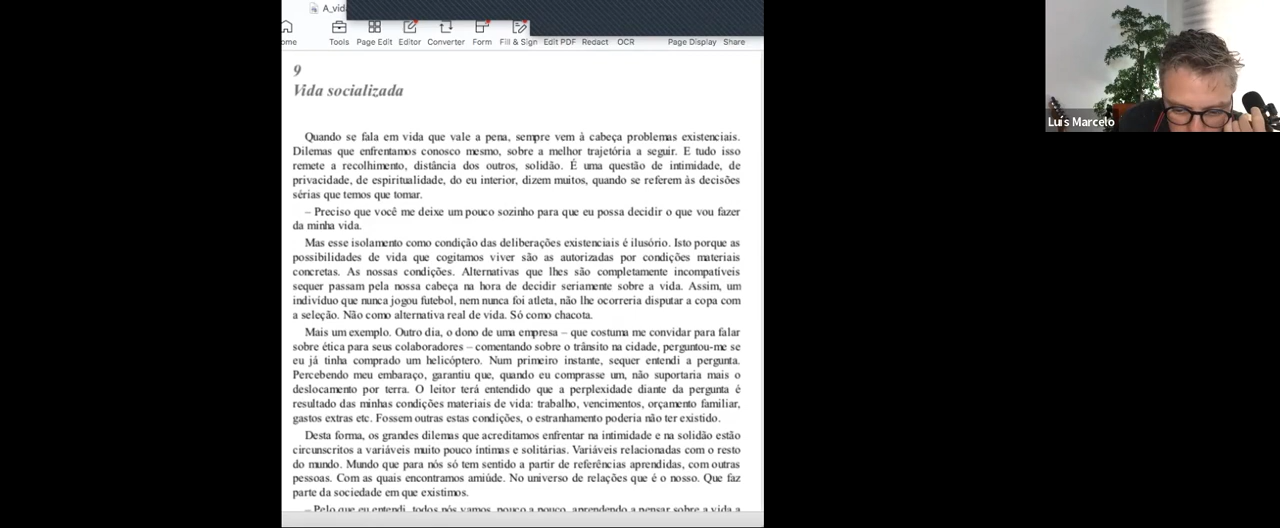 A_vida
ome Tools Page Edit Editor Converter Form Fill & Sign Edit PDF Redact OCR Page Display Share
Luís Marcelo
9
Vida socializada
Quando se fala em vida que vale a pena, sempre vem à cabeça problemas existenciais.
Dilemas que enfrentamos conosco mesmo, sobre a melhor trajetória a seguir. E tudo isso
remete a recolhimento, distância dos outros, solidão. É uma questão de intimidade, de
privacidade, de espiritualidade, do eu interior, dizem muitos, quando se referem às decisões
sérias que temos que tomar.
– Preciso que você me deixe um pouco sozinho para que eu possa decidir o que vou fazer
da minha vida.
Mas esse isolamento como condição das deliberações existenciais é ilusório. Isto porque as
possibilidades de vida que cogitamos viver são as autorizadas por condições materiais
concretas. As nossas condições. Alternativas que lhes são completamente incompatíveis
sequer passam pela nossa cabeça na hora de decidir seriamente sobre a vida. Assim, um
indivíduo que nunca jogou futebol, nem nunca foi atleta, não lhe ocorreria disputar a copa com
a seleção. Não como alternativa real de vida. Só como chacota.
Mais um exemplo. Outro dia, o dono de uma empresa – que costuma me convidar para falar
sobre ética para seus colaboradores – comentando sobre o trânsito na cidade, perguntou-me se
eu já tinha comprado um helicóptero. Num primeiro instante, sequer entendi a pergunta.
Percebendo meu embaraço, garantiu que, quando eu comprasse um, não suportaria mais o
deslocamento por terra. O leitor terá entendido que a perplexidade diante da pergunta é
resultado das minhas condições materiais de vida: trabalho, vencimentos, orçamento familiar,
gastos extras etc. Fossem outras estas condições, o estranhamento poderia não ter existido.
Desta forma, os grandes dilemas que acreditamos enfrentar na intimidade e na solidão estão
circunscritos a variáveis muito pouco íntimas e solitárias. Variáveis relacionadas com o resto
do mundo. Mundo que para nós só tem sentido a partir de referências aprendidas, com outras
pessoas. Com as quais encontramos amiúde. No universo de relações que é o nosso. Que faz
parte da sociedade em que existimos.
– Pelo que eu entendi, todos nós vamos, pouco a pouco, aprendendo a pensar sobre a vida a